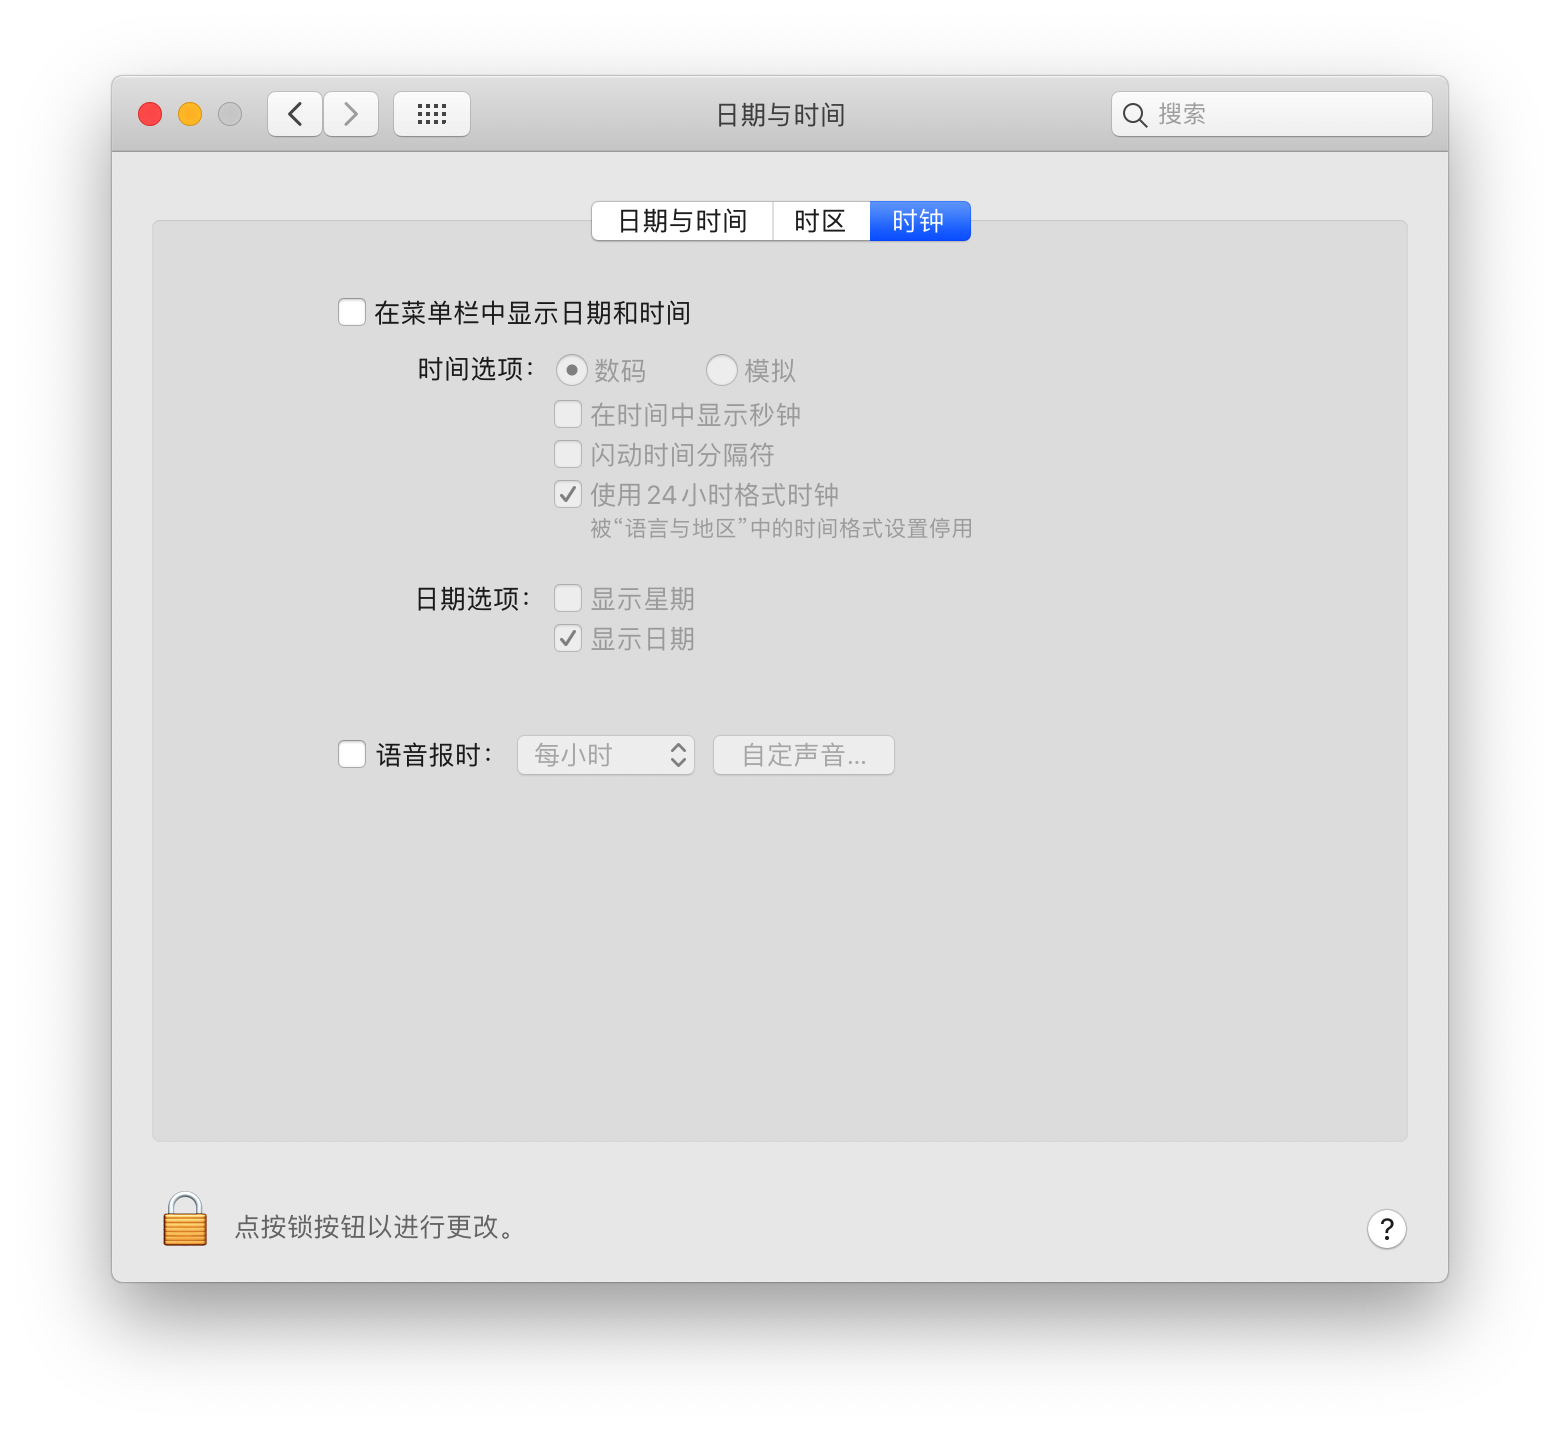 日期与时间
搜索
日期与时间 时区 时钟
在菜单栏中显示日期和时间
时间选项： 数码 模拟
在时间中显示秒钟
闪动时间分隔符
使用 24 小时格式时钟
被“语言与地区”中的时间格式设置停用
日期选项： 显示星期
显示日期
语音报时： 每小时 自定声音...
点按锁按钮以进行更改。
?